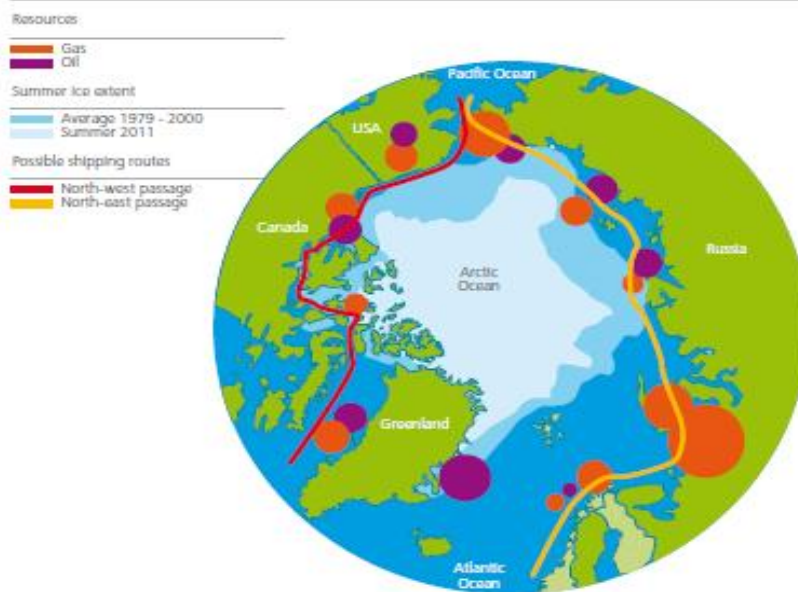 Resources
Gas
Oil
Summer ice extent
Average 1979 - 2000
Summer 2011
Possible shipping routes
North-west passage
North-east passage
Pacific Ocean
USA
Canada
Russia
Arctic
Ocean
Greenland
Atlantic
Ocean